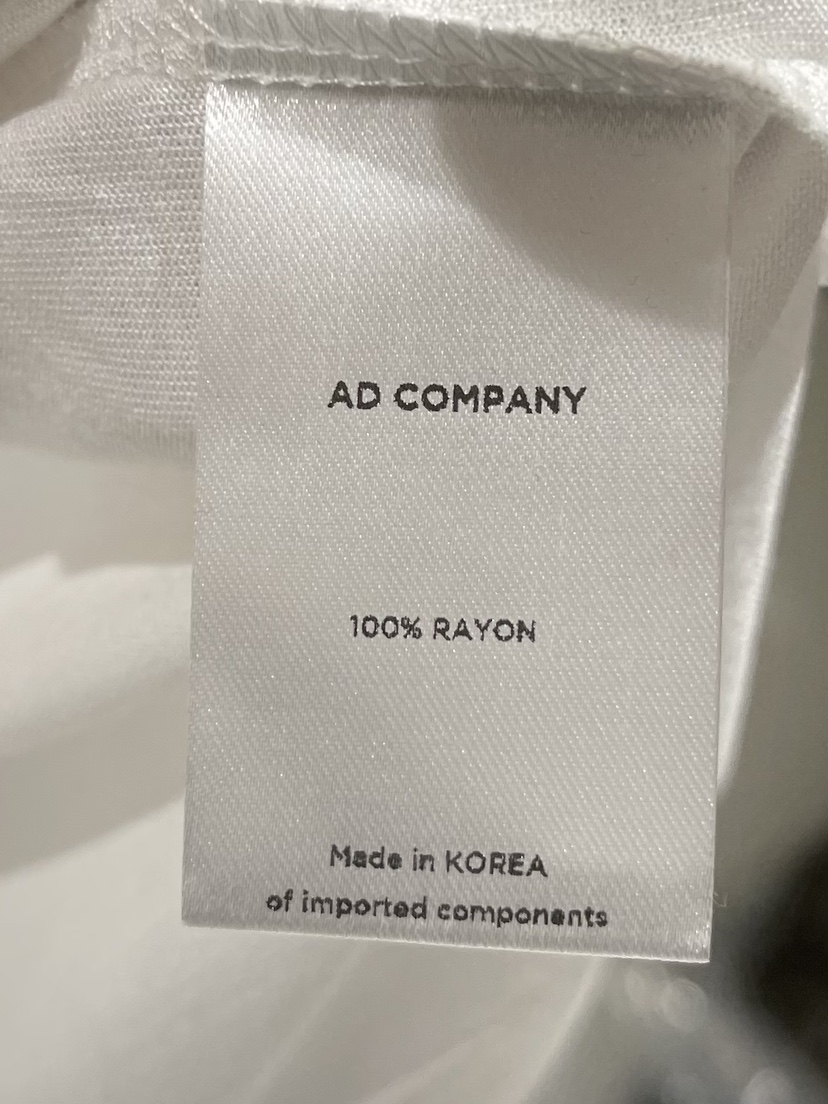 AD COMPANY
100% RAYON
Made in KOREA
of imported components